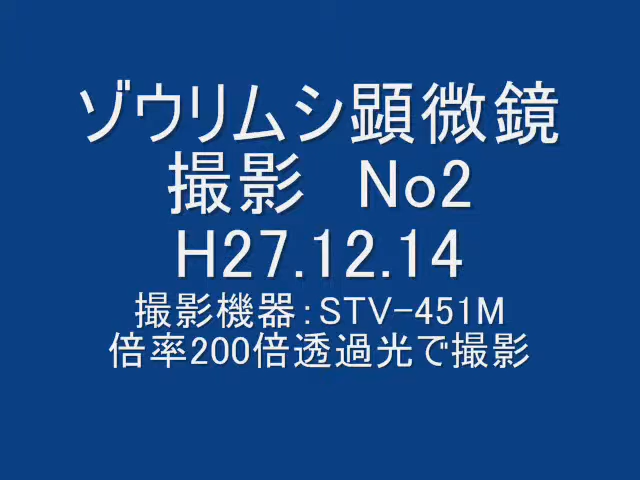 ゾウリムシ顕微鏡
撮影　No2
H27.12.14
撮影機器：STV-451M
倍率200倍透過光で撮影